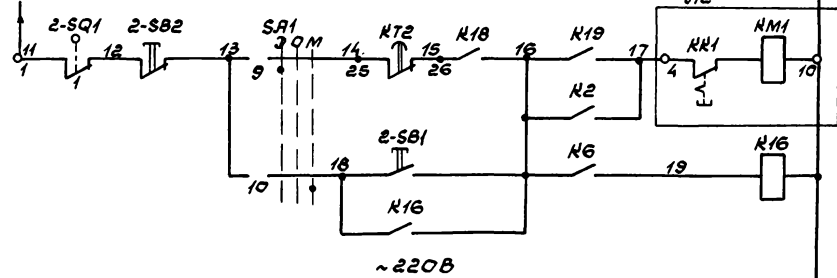 2-SQ1 2-SB2 SA1
Д О М
KT2 K18 K19 KK1 KM1
11 12 13 14 15 16 17
1 1 9 25 26 4 10
K2
2-SB1
18 K6 19 K16
10
K16
~220В